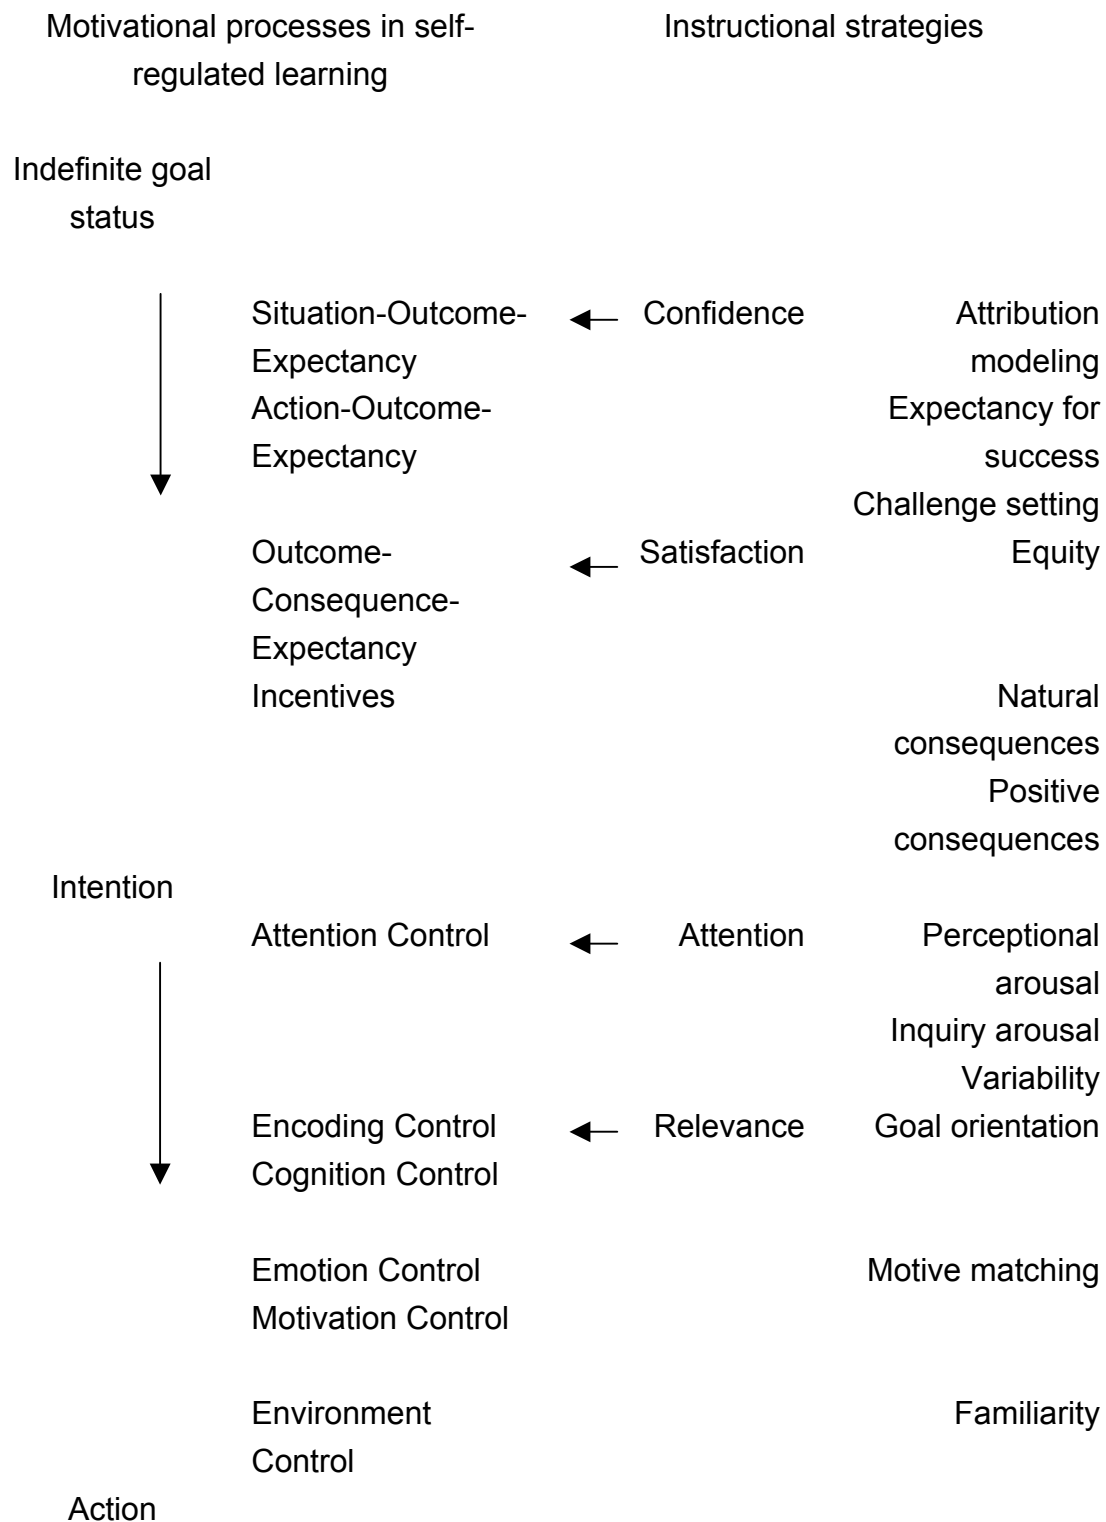 Motivational processes in self- Instructional strategies
regulated learning
Indefinite goal
status
Situation-Outcome- Confidence Attribution
Expectancy modeling
Action-Outcome- Expectancy for
Expectancy success
Challenge setting
Outcome- Satisfaction Equity
Consequence-
Expectancy
Incentives Natural
consequences
Positive
consequences
Intention
Attention Control Attention Perceptional
arousal
Inquiry arousal
Variability
Encoding Control Relevance Goal orientation
Cognition Control
Emotion Control Motive matching
Motivation Control
Environment Familiarity
Control
Action